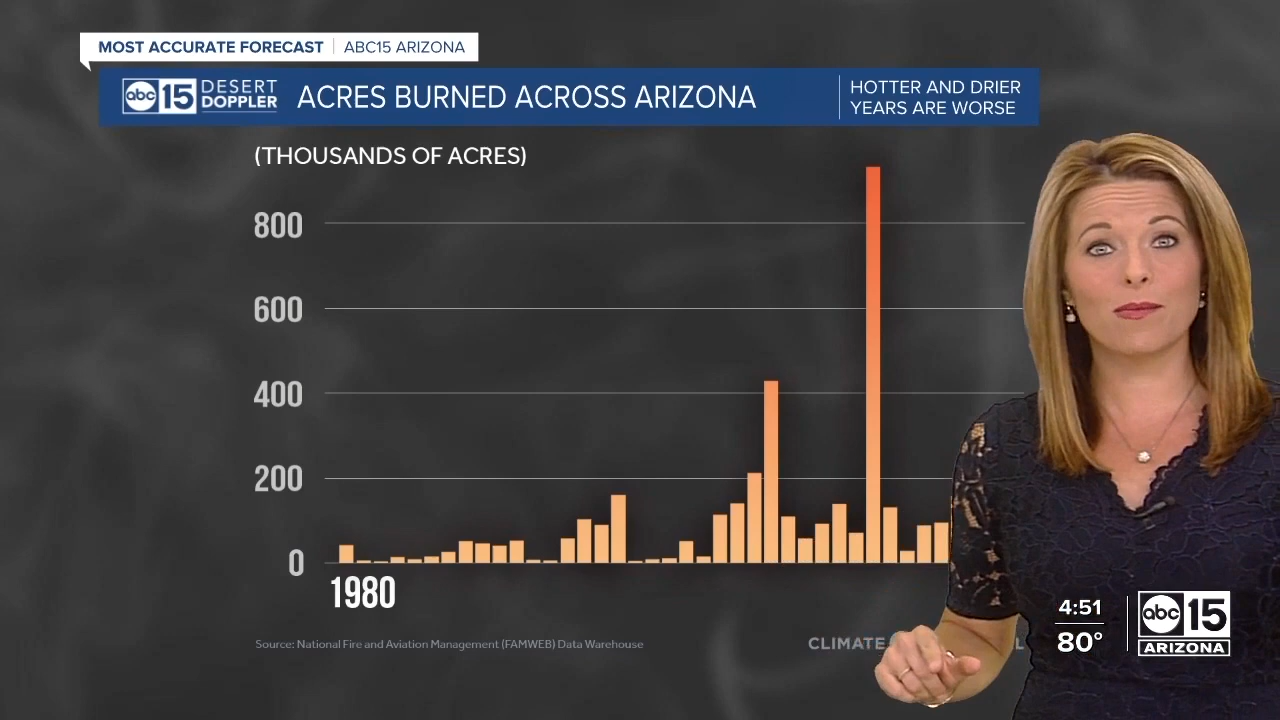 MOST ACCURATE FORECAST | ABC15 ARIZONA
abc 15 DESERT DOPPLER
ACRES BURNED ACROSS ARIZONA
HOTTER AND DRIER
YEARS ARE WORSE
(THOUSANDS OF ACRES)
800
600
400
200
0
1980
Source: National Fire and Aviation Management (FAMWEB) Data Warehouse
CLIMATE
4:51
80°
abc 15
ARIZONA